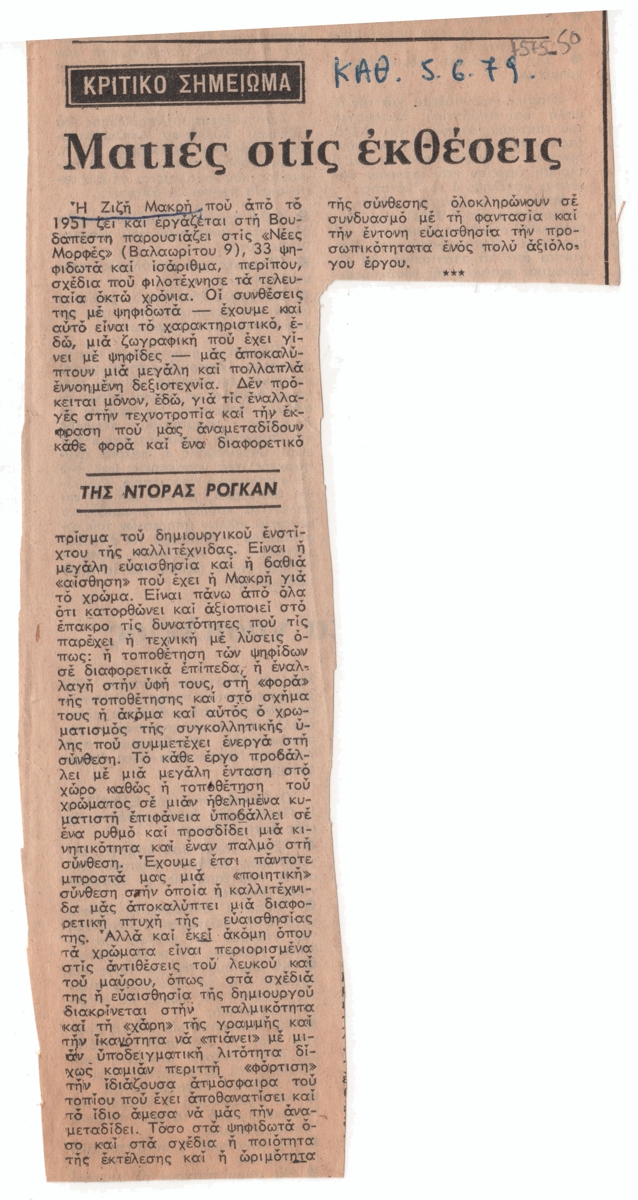 7575-50
ΚΑΘ. 5.6.79.
ΚΡΙΤΙΚΟ ΣΗΜΕΙΩΜΑ
Ματιές στίς ἐκθέσεις
Ἡ Ζιζή Μακρή πού ἀπό τό
1951 ζεῖ καί ἐργάζεται στή Βου-
δαπέστη παρουσιάζει στίς «Νέες
Μορφές» (Βαλαωρίτου 9), 33 ψη-
φιδωτά καί ἰσάριθμα, περίπου,
σχέδια πού φιλοτέχνησε τά τελευ-
ταία ὀκτώ χρόνια. Οἱ συνθέσεις
της μέ ψηφιδωτά — ἔχουμε καί
αὐτό εἶναι τό χαρακτηριστικό, ἐ-
δῶ, μιά ζωγραφική πού ἔχει γί-
νει μέ ψηφίδες — μᾶς ἀποκαλύ-
πτουν μιά μεγάλη καί πολλαπλά
ἐννοημένη δεξιοτεχνία. Δέν πρό-
κειται μόνον, ἐδῶ, γιά τίς ἐναλλα-
γές στήν τεχνοτροπία καί τήν ἔκ-
φραση πού μᾶς ἀναμεταδίδουν
κάθε φορά καί ἕνα διαφορετικό
ΤΗΣ ΝΤΟΡΑΣ ΡΟΓΚΑΝ
πρίσμα τοῦ δημιουργικοῦ ἐνστί-
χτου τῆς καλλιτέχνιδας. Εἶναι ἡ
μεγάλη εὐαισθησία καί ἡ βαθιά
«αἴσθηση» πού ἔχει ἡ Μακρή γιά
τό χρῶμα. Εἶναι πάνω ἀπό ὅλα
ὅτι κατορθώνει καί ἀξιοποιεῖ στό
ἔπακρο τίς δυνατότητες πού τίς
παρέχει ἡ τεχνική μέ λύσεις ὅ-
πως: ἡ τοποθέτηση τῶν ψηφίδων
σέ διαφορετικά ἐπίπεδα, ἡ ἐναλ-
λαγή στήν ὑφή τους, στή «φορά»
τῆς τοποθέτησης καί στό σχῆμα
τους ἤ ἀκόμα καί αὐτός ὁ χρω-
ματισμός τῆς συγκολλητικῆς ὕ-
λης πού συμμετέχει ἐνεργά στή
σύνθεση. Τό κάθε ἔργο προβάλ-
λει μέ μιά μεγάλη ἔνταση στό
χῶρο καθώς ἡ τοποθέτηση τοῦ
χρώματος σέ μιάν ἠθελημένα κυ-
ματιστή ἐπιφάνεια ὑποβάλλει σέ
ἕνα ρυθμό καί προσδίδει μιά κι-
νητικότητα καί ἕναν παλμό στή
σύνθεση. Ἔχουμε ἔτσι πάντοτε
μπροστά μας μιά «ποιητική»
σύνθεση στήν ὁποία ἡ καλλιτέχνι-
δα μᾶς ἀποκαλύπτει μιά διαφο-
ρετική πτυχή τῆς εὐαισθησίας
της. Ἀλλά καί ἐκεῖ ἀκόμη ὅπου
τά χρώματα εἶναι περιορισμένα
στίς ἀντιθέσεις τοῦ λευκοῦ καί
τοῦ μαύρου, ὅπως στά σχέδιά
της ἡ εὐαισθησία τῆς δημιουργοῦ
διακρίνεται στήν παλμικότητα
καί τή «χάρη» τῆς γραμμῆς καί
τήν ἱκανότητα νά «πιάνει» μέ μι-
άν ὑποδειγματική λιτότητα δί-
χως καμιάν περιττή «φόρτιση»
τήν ἰδιάζουσα ἀτμόσφαιρα τοῦ
τοπίου πού ἔχει ἀποθανατίσει καί
τό ἴδιο ἄμεσα νά μᾶς τήν ἀνα-
μεταδίδει. Τόσο στά ψηφιδωτά ὅ-
σο καί στά σχέδια ἡ ποιότητα
τῆς ἐκτέλεσης καί ἡ ὡριμότητα
τῆς σύνθεσης ὁλοκληρώνουν σέ
συνδυασμό μέ τή φαντασία καί
τήν ἔντονη εὐαισθησία τήν προ-
σωπικότητατα ἑνός πολύ ἀξιόλο-
γου ἔργου.
***